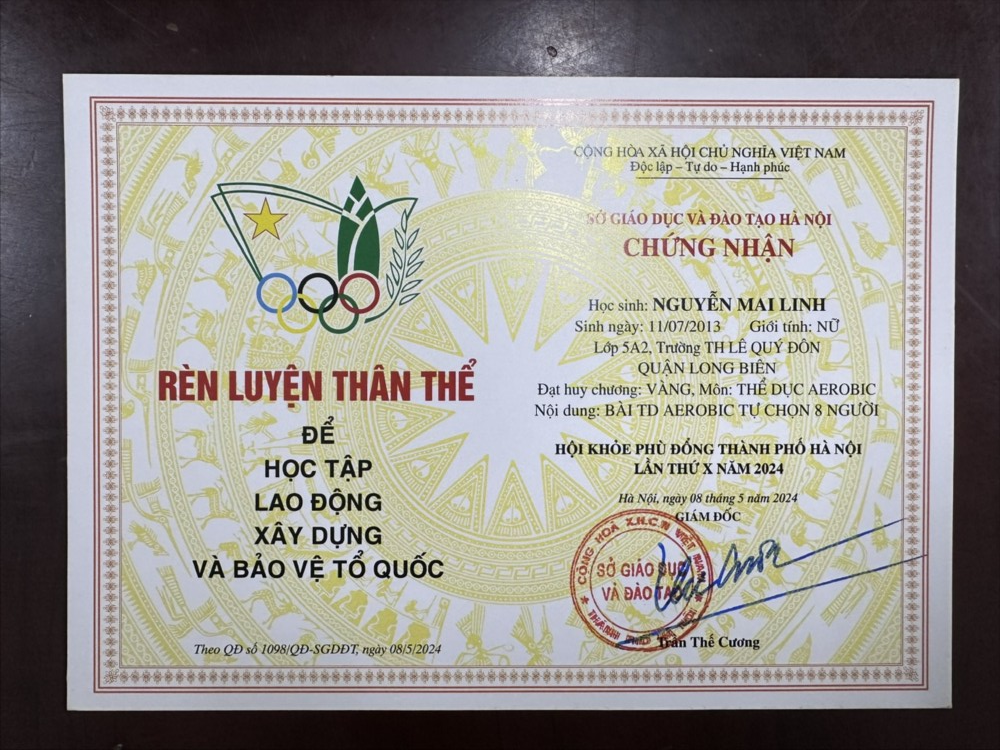 RÈN LUYỆN THÂN THỂ
ĐỂ
HỌC TẬP
LAO ĐỘNG
XÂY DỰNG
VÀ BẢO VỆ TỔ QUỐC
Theo QĐ số 1098/QĐ-SGDĐT, ngày 08/5/2024
CỘNG HÒA XÃ HỘI CHỦ NGHĨA VIỆT NAM
Độc lập – Tự do – Hạnh phúc
SỞ GIÁO DỤC VÀ ĐÀO TẠO HÀ NỘI
CHỨNG NHẬN
Học sinh: NGUYỄN MAI LINH
Sinh ngày: 11/07/2013 Giới tính: NỮ
Lớp 5A2, Trường TH LÊ QUÝ ĐÔN
QUẬN LONG BIÊN
Đạt huy chương: VÀNG, Môn: THỂ DỤC AEROBIC
Nội dung: BÀI TD AEROBIC TỰ CHỌN 8 NGƯỜI
HỘI KHỎE PHÙ ĐỔNG THÀNH PHỐ HÀ NỘI
LẦN THỨ X NĂM 2024
Hà Nội, ngày 08 tháng 5 năm 2024
GIÁM ĐỐC
CỘNG HOÀ X.H.C.N VIỆT NAM
SỞ GIÁO DỤC
VÀ ĐÀO TẠO
Trần Thế Cương